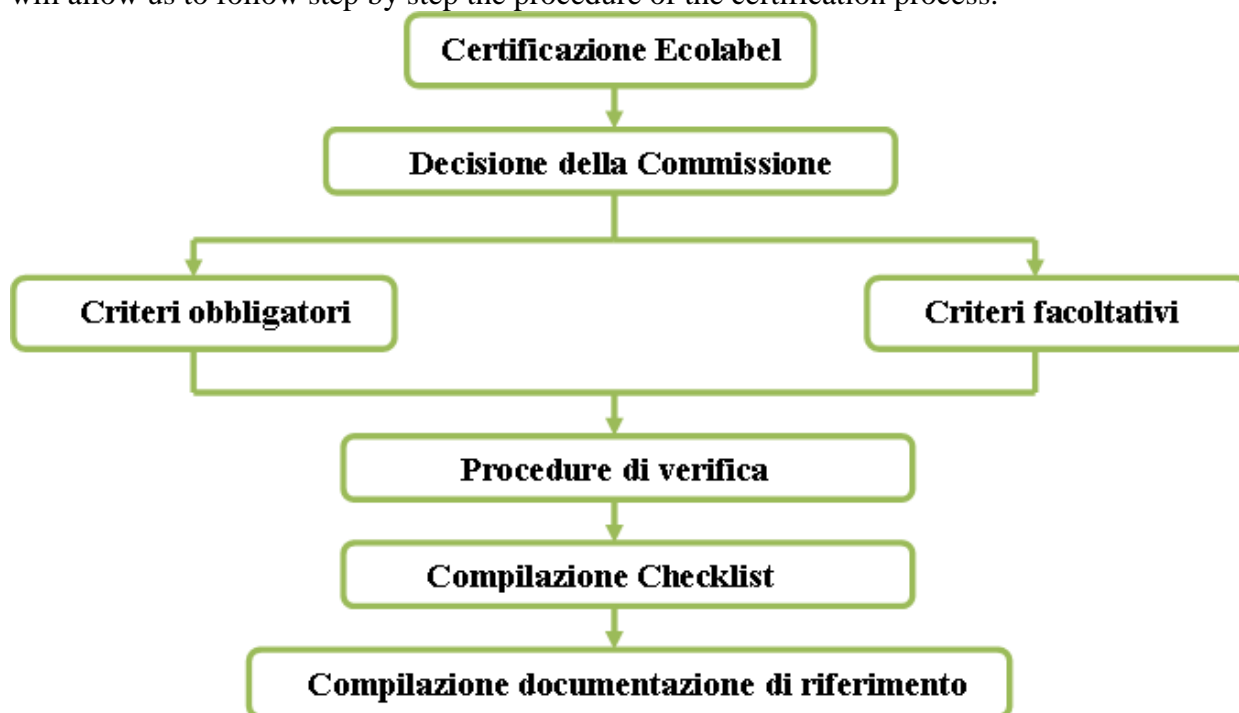 will allow us to follow step by step the procedure of the certification process.
Certificazione Ecolabel
Decisione della Commissione
Criteri obbligatori
Criteri facoltativi
Procedure di verifica
Compilazione Checklist
Compilazione documentazione di riferimento